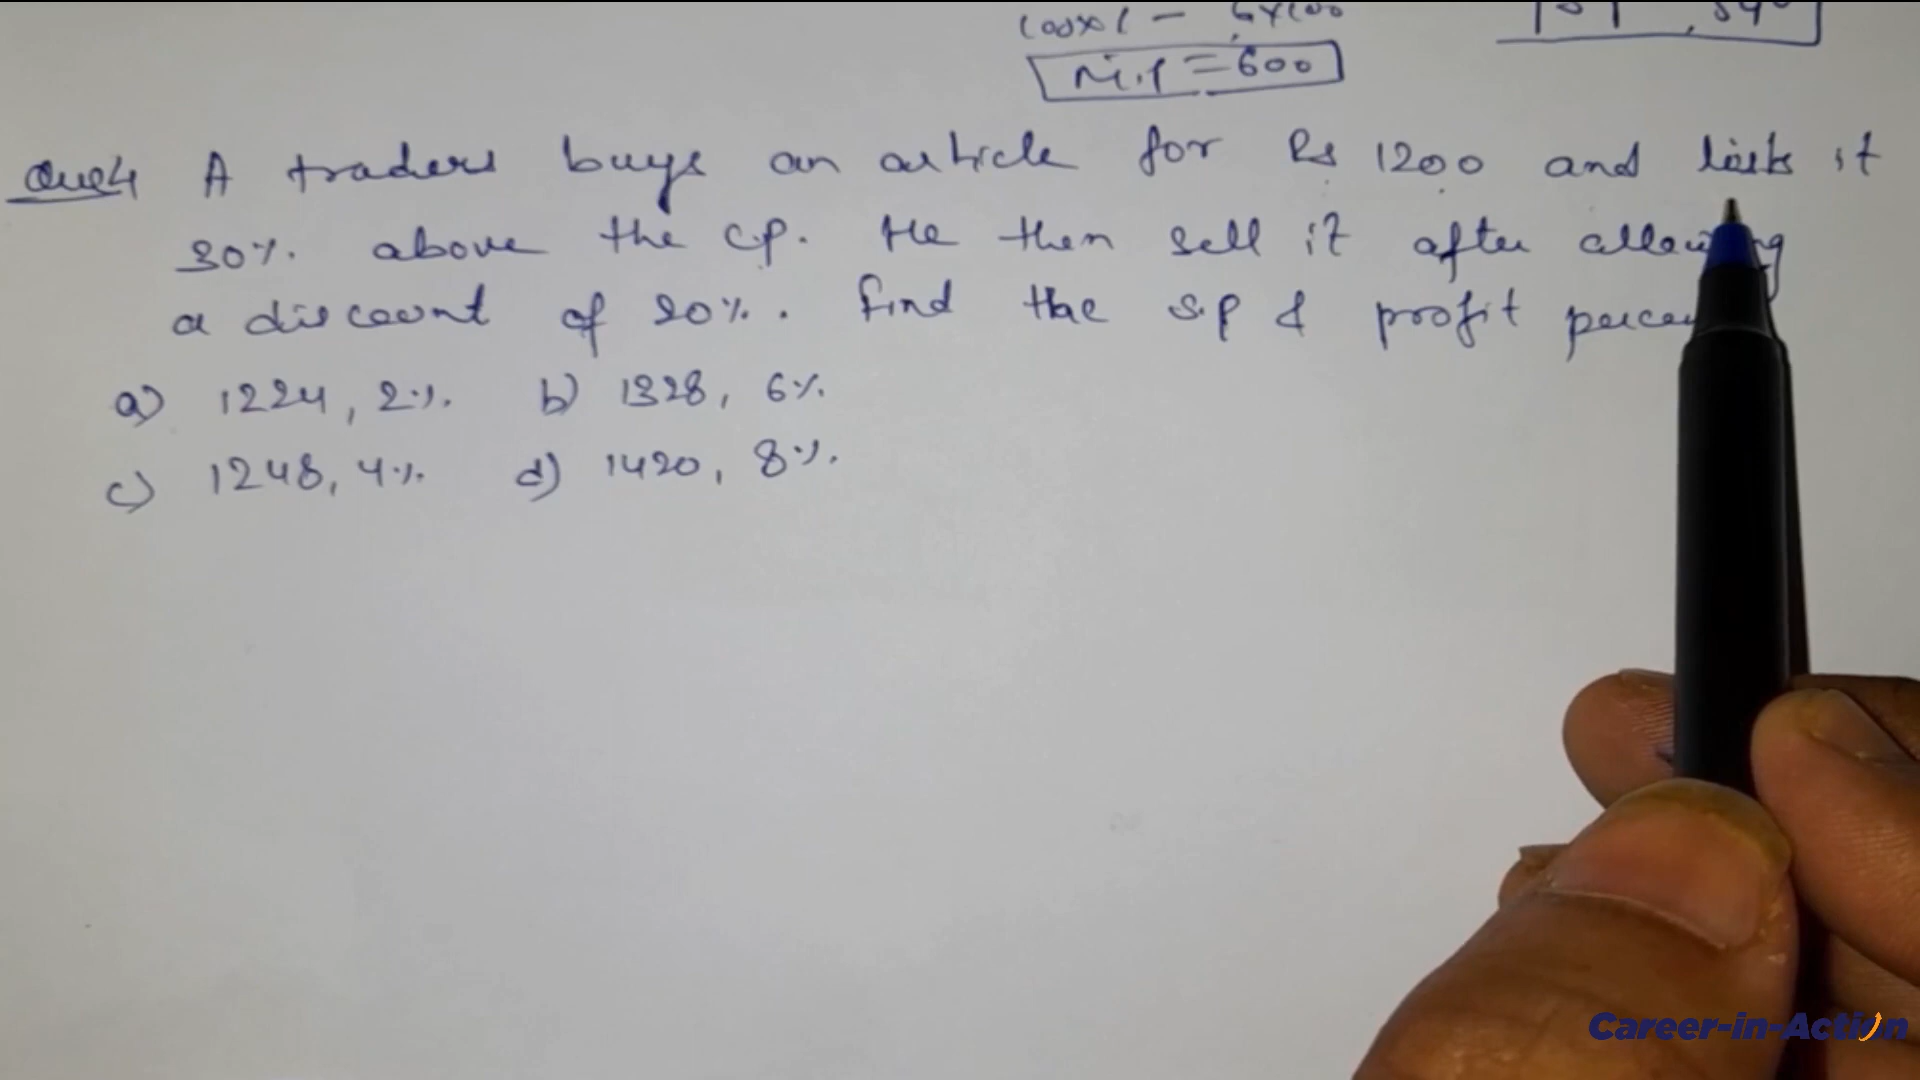 M.P = 600
Que4 A traders buys an article for Rs 1200 and lists it
30% above the C.P. He then sell it after allowing
a discount of 20%. Find the S.P & profit
a) 1224, 2%. b) 1328, 6%.
c) 1248, 4%. d) 1420, 8%.
Career-in-Action